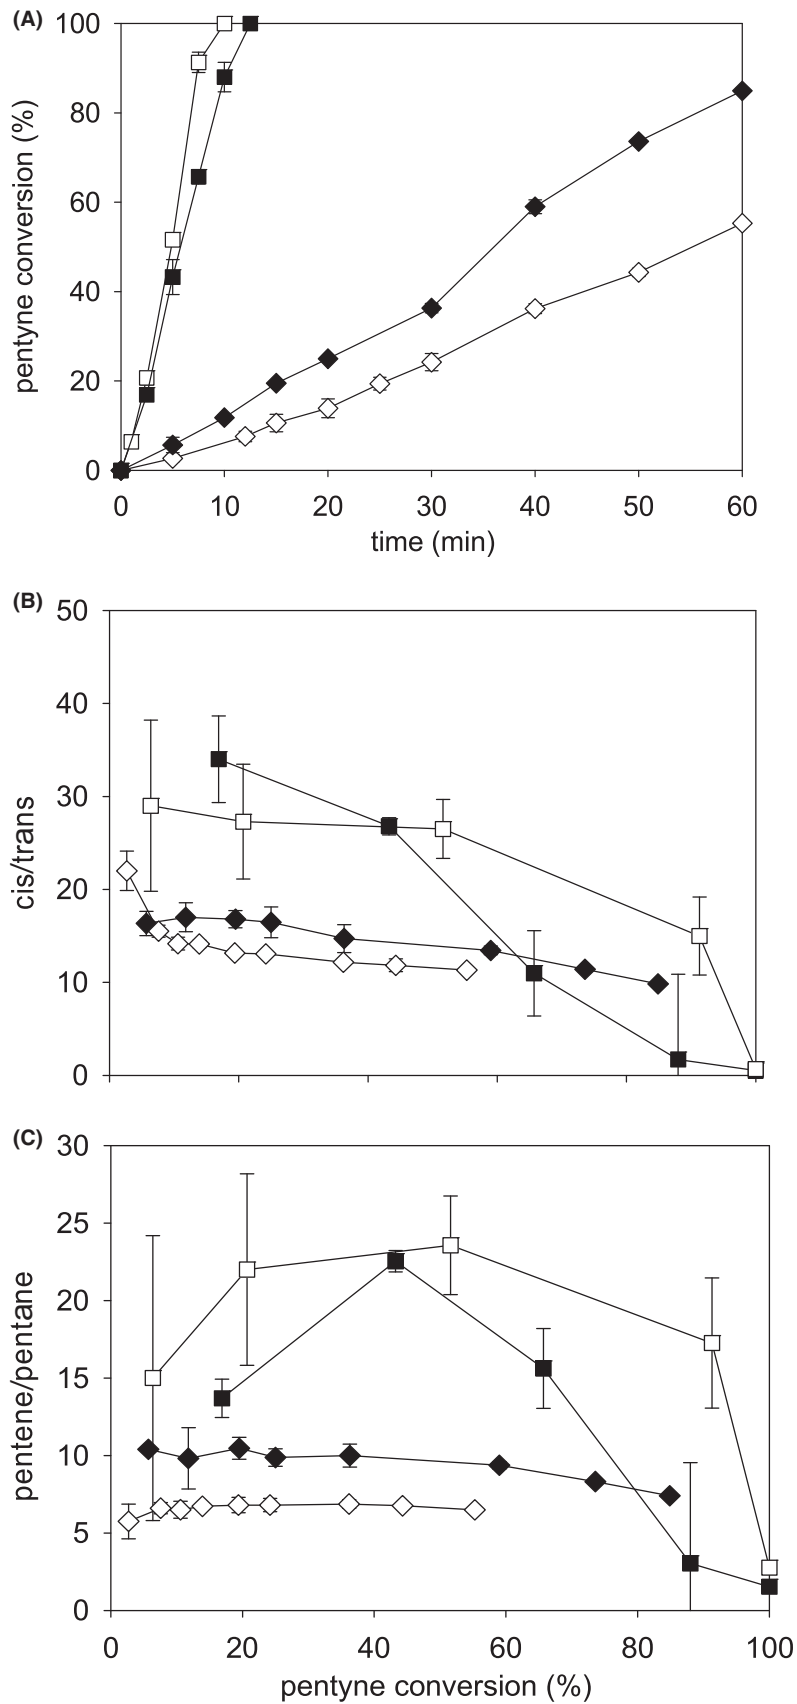 (A)
100
80
60
40
20
0
pentyne conversion (%)
0 10 20 30 40 50 60
time (min)
(B)
50
40
30
20
10
0
cis/trans
(C)
30
25
20
15
10
5
0
pentene/pentane
0 20 40 60 80 100
pentyne conversion (%)